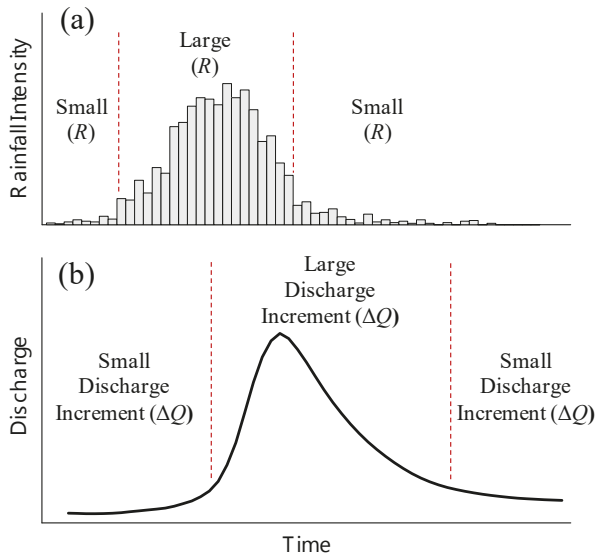 (a)
Large
(R)
Small
(R)
Small
(R)
Rainfall Intensity
(b)
Large
Discharge
Increment (ΔQ)
Small
Discharge
Increment (ΔQ)
Small
Discharge
Increment (ΔQ)
Discharge
Time